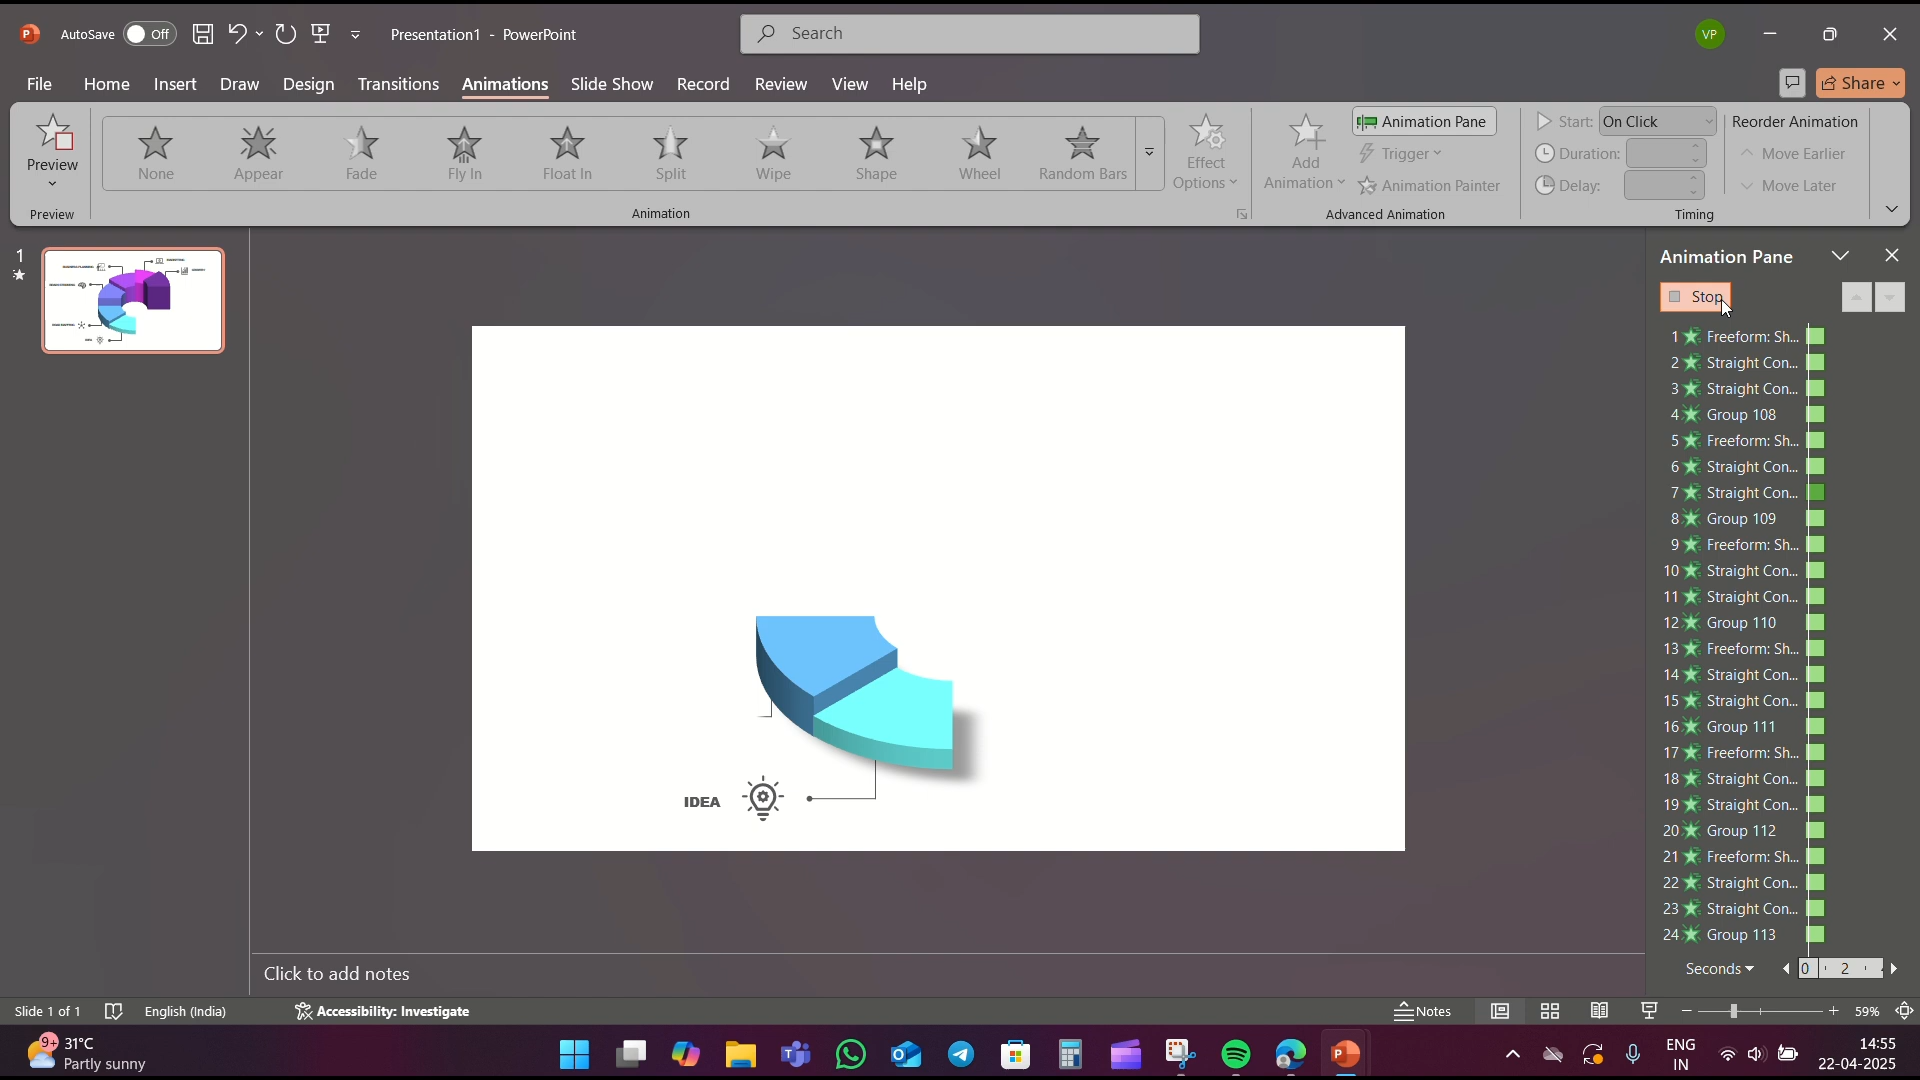 AutoSave Off Presentation1 - PowerPoint Search VP
File Home Insert Draw Design Transitions Animations Slide Show Record Review View Help Share
Preview
Preview
None Appear Fade Fly In Float In Split Wipe Shape Wheel Random Bars
Animation
Effect Options
Add Animation
Animation Pane
Trigger
Animation Painter
Advanced Animation
Start: On Click
Duration:
Delay:
Timing
Reorder Animation
Move Earlier
Move Later
1
IDEA
Click to add notes
Animation Pane
Stop
1 Freeform: Sh...
2 Straight Con...
3 Straight Con...
4 Group 108
5 Freeform: Sh...
6 Straight Con...
7 Straight Con...
8 Group 109
9 Freeform: Sh...
10 Straight Con...
11 Straight Con...
12 Group 110
13 Freeform: Sh...
14 Straight Con...
15 Straight Con...
16 Group 111
17 Freeform: Sh...
18 Straight Con...
19 Straight Con...
20 Group 112
21 Freeform: Sh...
22 Straight Con...
23 Straight Con...
24 Group 113
Seconds 0 2
Slide 1 of 1 English (India) Accessibility: Investigate Notes 59%
9+ 31°C
Partly sunny
ENG
IN
14:55
22-04-2025